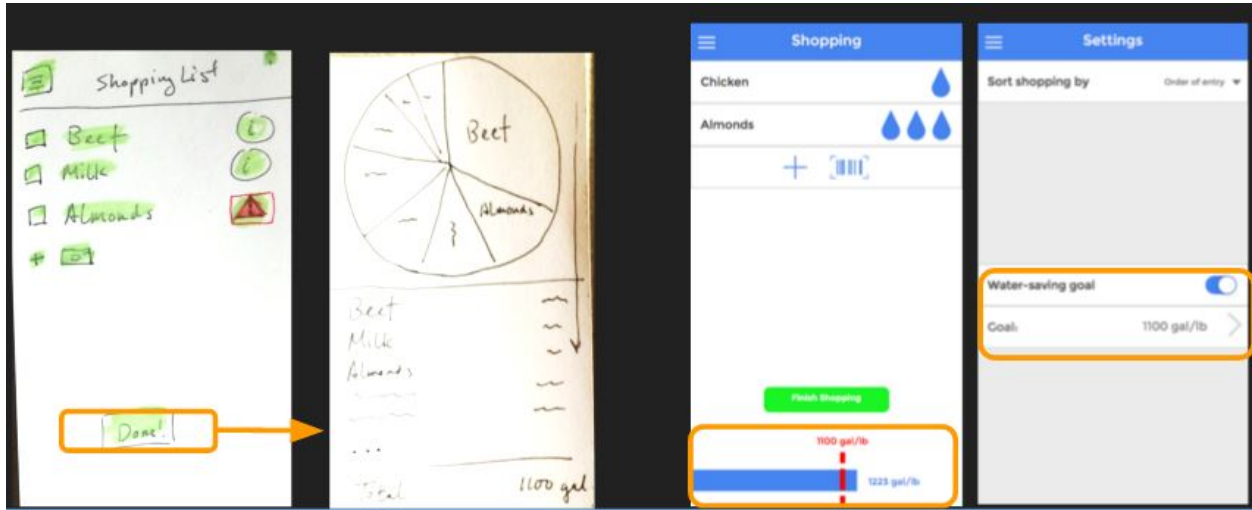 Shopping List
Beef
Milk
Almonds
+
Done!
Beef
Almonds
Beef
Milk
Almonds
...
Total 1100 gal
Shopping
Chicken
Almonds
Finish Shopping
1100 gal/lb
1223 gal/lb
Settings
Sort shopping by Order of entry
Water-saving goal
Goal: 1100 gal/lb